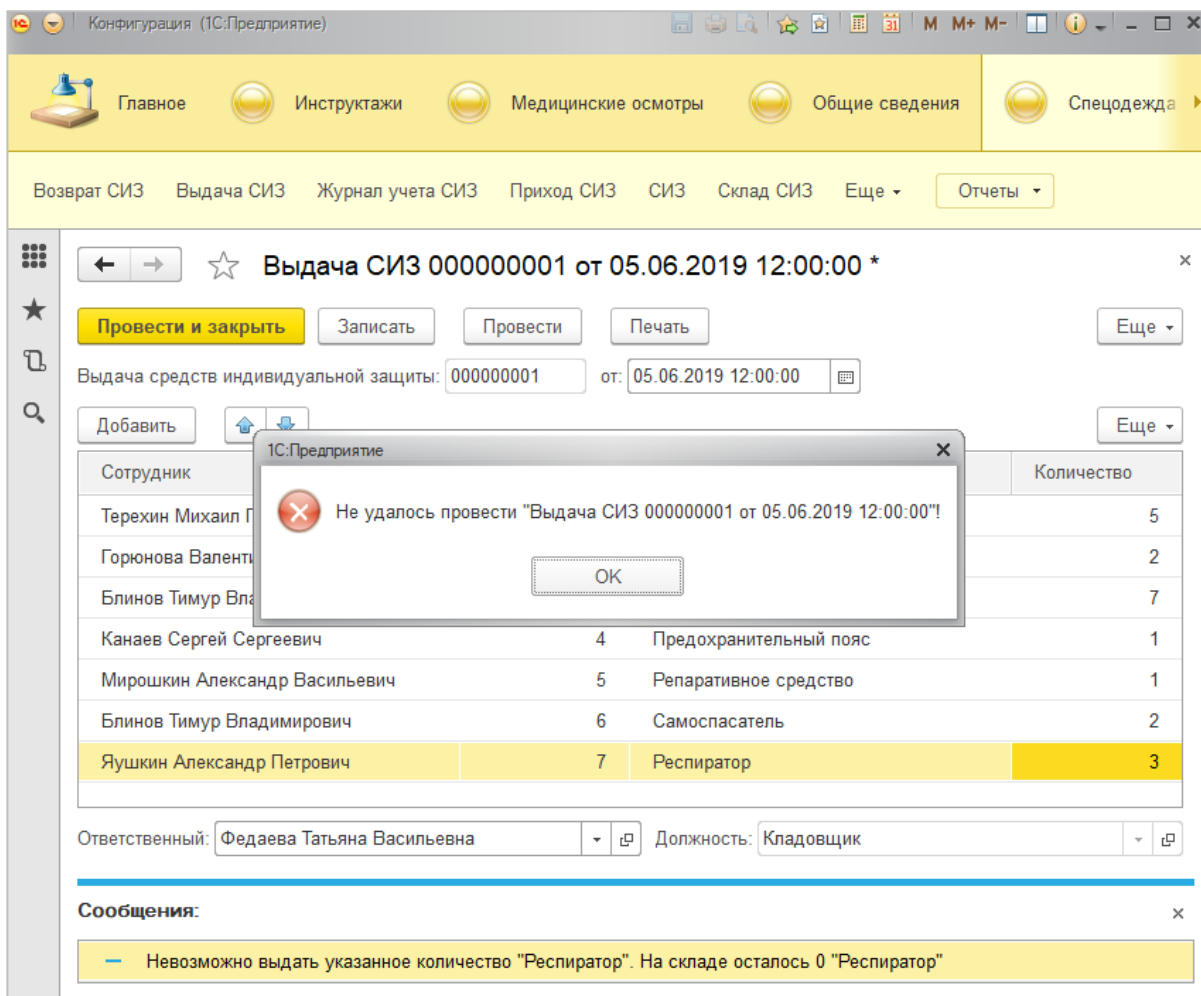 Конфигурация (1С:Предприятие)
31 M M+ M-
Главное Инструктажи Медицинские осмотры Общие сведения Спецодежда
Возврат СИЗ Выдача СИЗ Журнал учета СИЗ Приход СИЗ СИЗ Склад СИЗ Еще Отчеты
Выдача СИЗ 000000001 от 05.06.2019 12:00:00 *
Провести и закрыть Записать Провести Печать Еще
Выдача средств индивидуальной защиты: 000000001 от: 05.06.2019 12:00:00
Добавить Еще
1С:Предприятие
Не удалось провести "Выдача СИЗ 000000001 от 05.06.2019 12:00:00"!
OK
Сотрудник Количество
Терехин Михаил 5
Горюнова 2
Блинов Тимур 7
Канаев Сергей Сергеевич 4 Предохранительный пояс 1
Мирошкин Александр Васильевич 5 Репаративное средство 1
Блинов Тимур Владимирович 6 Самоспасатель 2
Яушкин Александр Петрович 7 Респиратор 3
Ответственный: Федаева Татьяна Васильевна Должность: Кладовщик
Сообщения:
Невозможно выдать указанное количество "Респиратор". На складе осталось 0 "Респиратор"